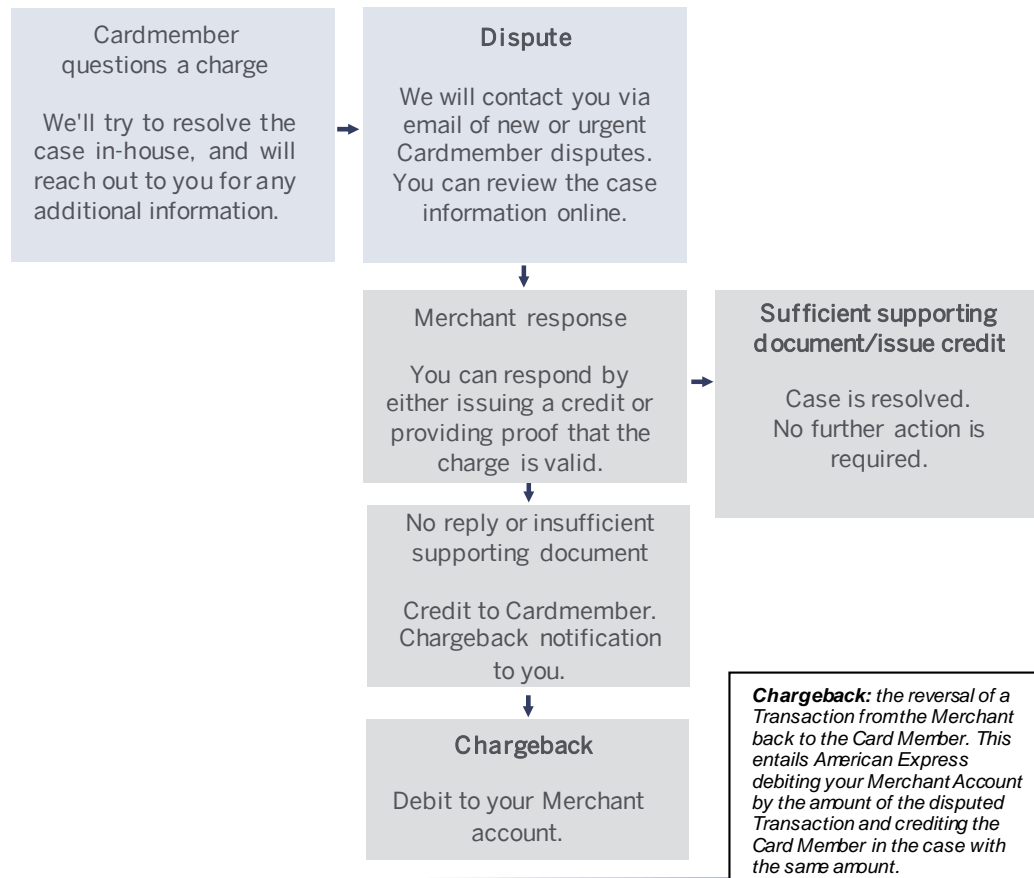 Cardmember
questions a charge
We'll try to resolve the
case in-house, and will
reach out to you for any
additional information.
Dispute
We will contact you via
email of new or urgent
Cardmember disputes.
You can review the case
information online.
Merchant response
You can respond by
either issuing a credit or
providing proof that the
charge is valid.
Sufficient supporting
document/issue credit
Case is resolved.
No further action is
required.
No reply or insufficient
supporting document
Credit to Cardmember.
Chargeback notification
to you.
Chargeback
Debit to your Merchant
account.
Chargeback: the reversal of a
Transaction from the Merchant
back to the Card Member. This
entails American Express
debiting your Merchant Account
by the amount of the disputed
Transaction and crediting the
Card Member in the case with
the same amount.